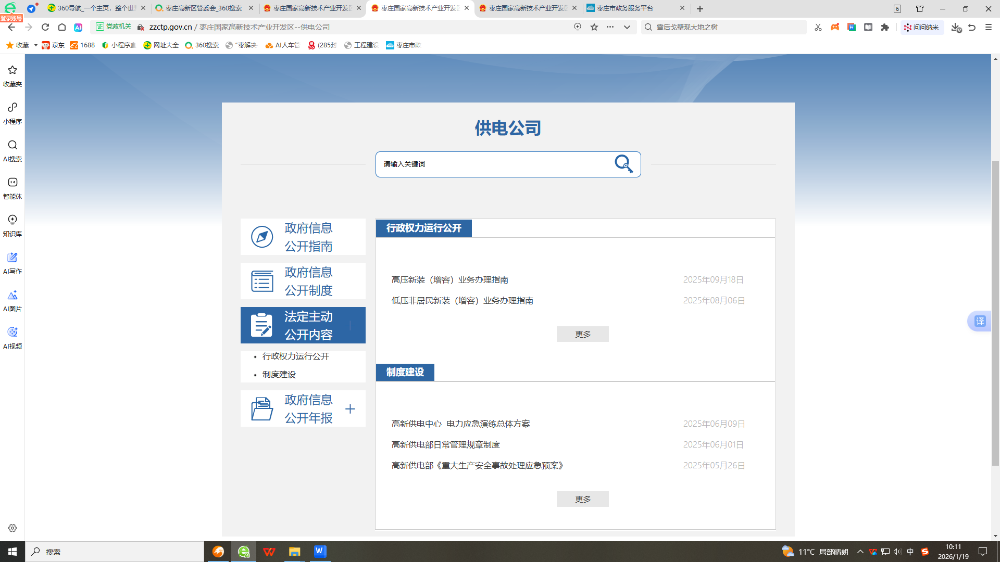 登录账号
360导航_一个主页，整个世
枣庄高新区管委会_360搜索
枣庄国家高新技术产业开发区
枣庄国家高新技术产业开发区
枣庄国家高新技术产业开发区
枣庄市政务服务平台
6
AI
证 党政机关
zzctp.gov.cn / 枣庄国家高新技术产业开发区--供电公司
雪后戈壁现大地之树
问问纳米
收藏
京东
1688
小程序盒
网址大全
360搜索
“枣解决
AI人车管
(285封
工程建设
枣庄市政
收藏夹
小程序
AI搜索
智能体
知识库
AI写作
AI图片
AI视频
供电公司
请输入关键词
政府信息
公开指南
政府信息
公开制度
法定主动
公开内容
行政权力运行公开
制度建设
政府信息
公开年报
行政权力运行公开
高压新装（增容）业务办理指南 2025年09月18日
低压非居民新装（增容）业务办理指南 2025年08月06日
更多
制度建设
高新供电中心 电力应急演练总体方案 2025年06月09日
高新供电部日常管理规章制度 2025年06月01日
高新供电部《重大生产安全事故处理应急预案》 2025年05月26日
更多
译
搜索
11°C 局部晴朗
中
10:11
2026/1/19